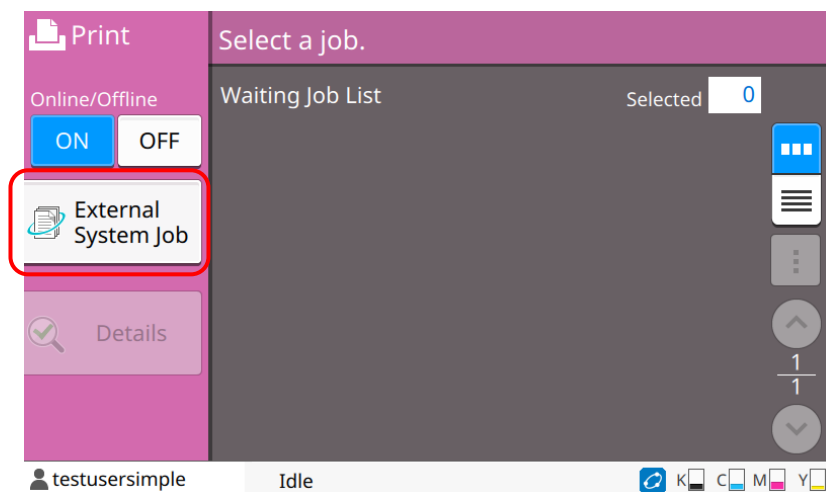 Print
Select a job.
Online/Offline
ON OFF
External
System Job
Details
Waiting Job List
Selected 0
1
1
testusersimple
Idle
K C M Y